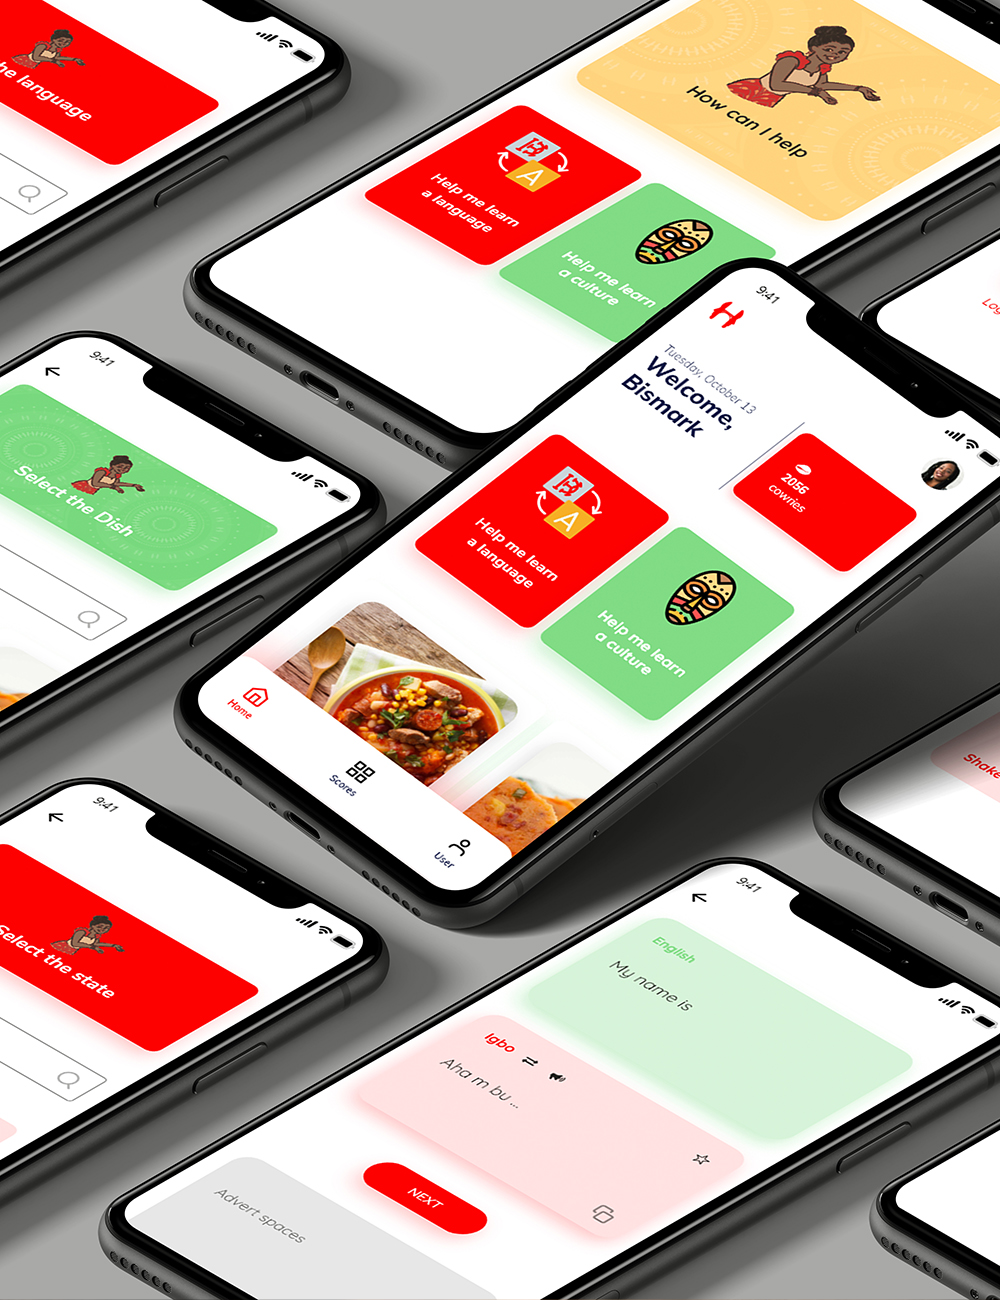 the language
How can I help
Help me learn
a language
Help me learn
a culture
9:41
Select the Dish
9:41
Tuesday, October 13
Welcome,
Bismark
2056
cowries
Help me learn
a language
Help me learn
a culture
Home
Scores
User
9:41
Select the state
Shake
9:41
English
My name is
Igbo
Aha m bu ...
NEXT
Advert spaces